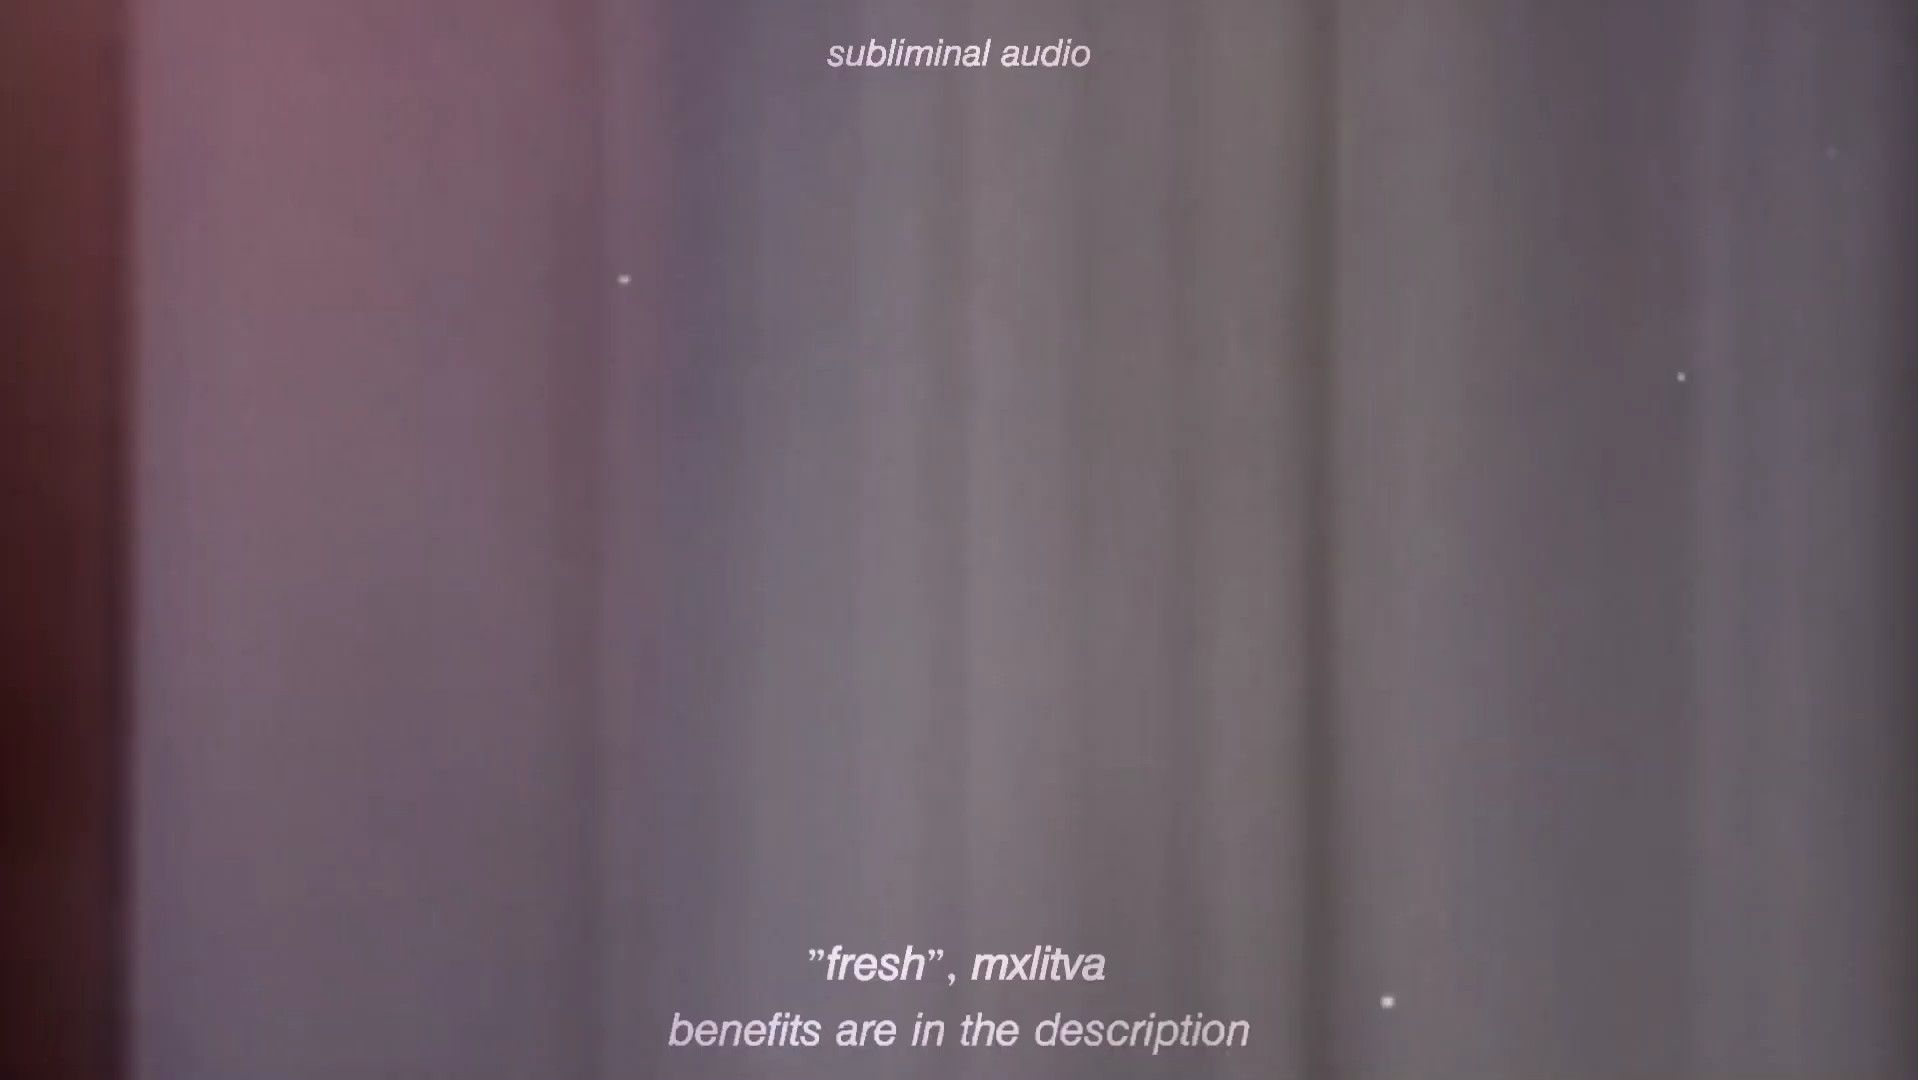 subliminal audio
”fresh”, mxlitva
benefits are in the description